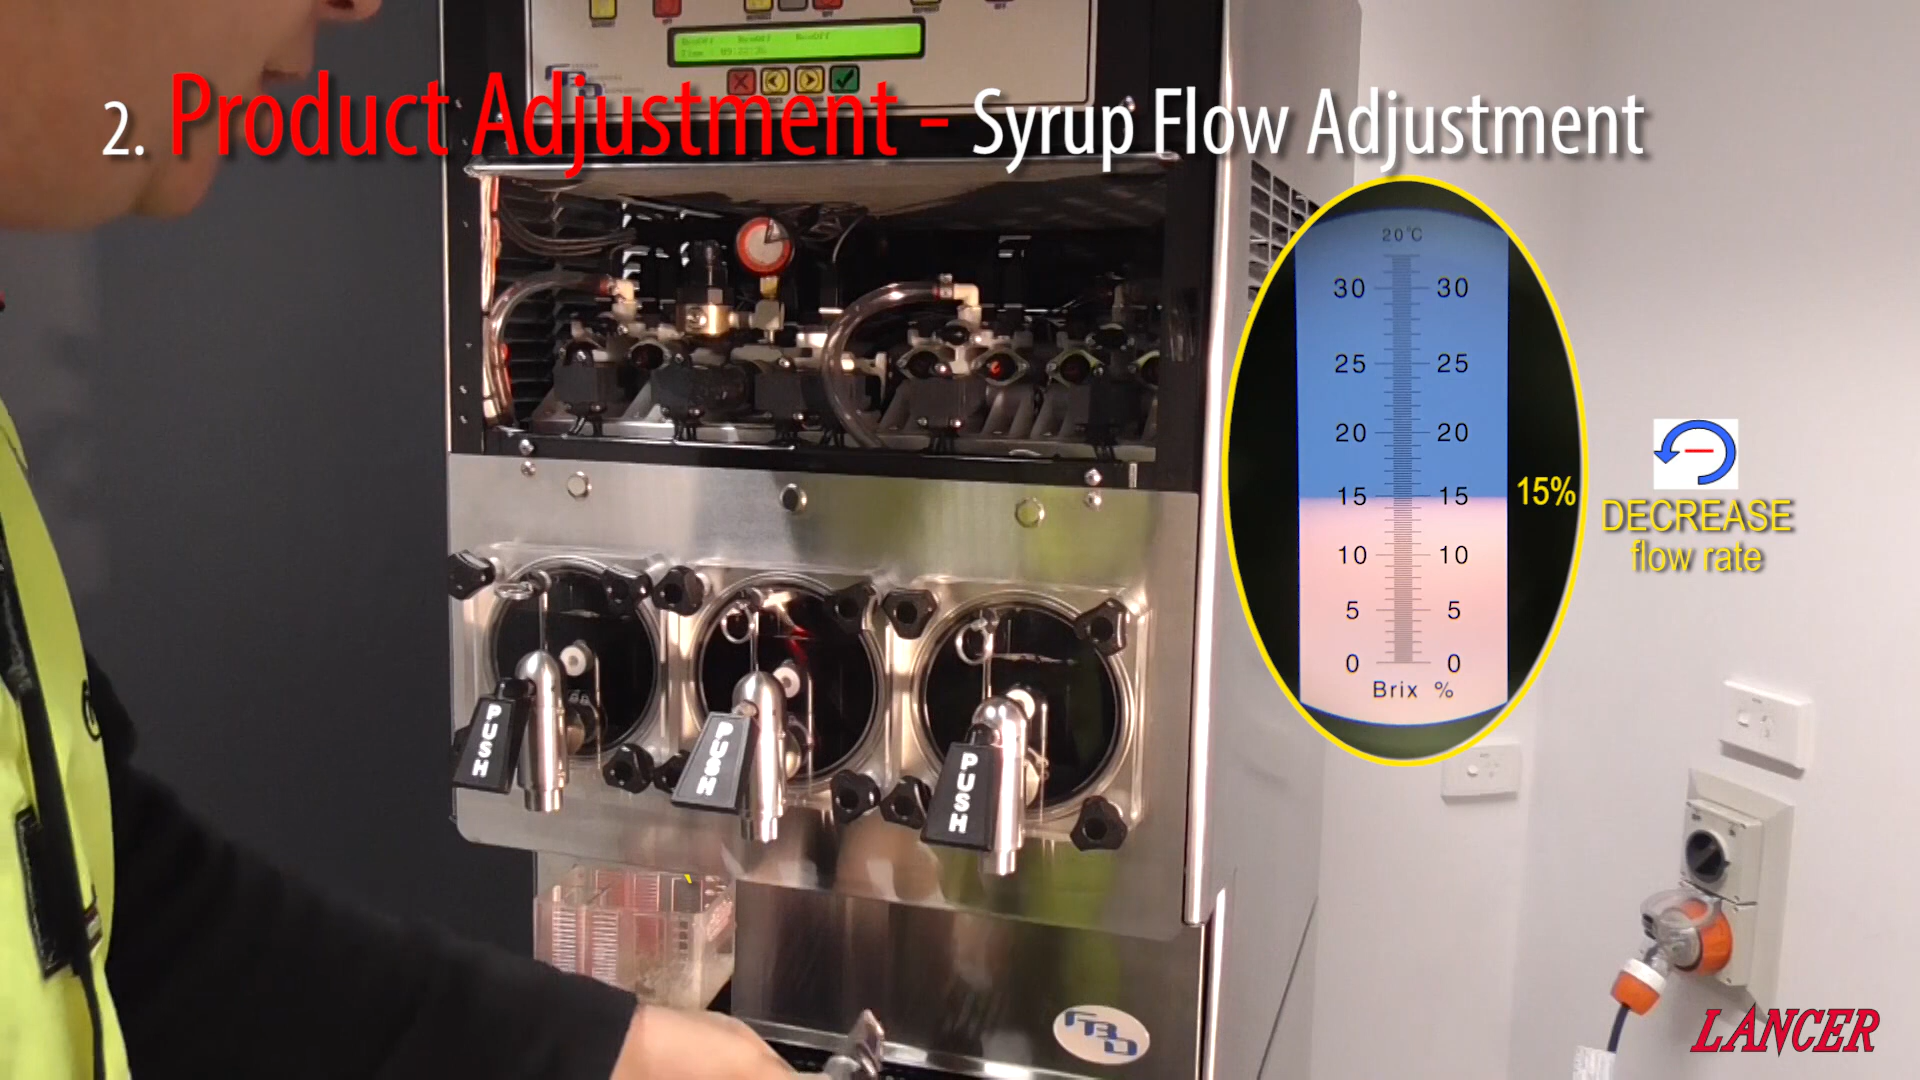 2. Product Adjustment - Syrup Flow Adjustment
20°C
30 30
25 25
20 20
15 15
10 10
5 5
0 0
Brix %
15%
DECREASE
flow rate
PUSH
PUSH
PUSH
FBD
LANCER